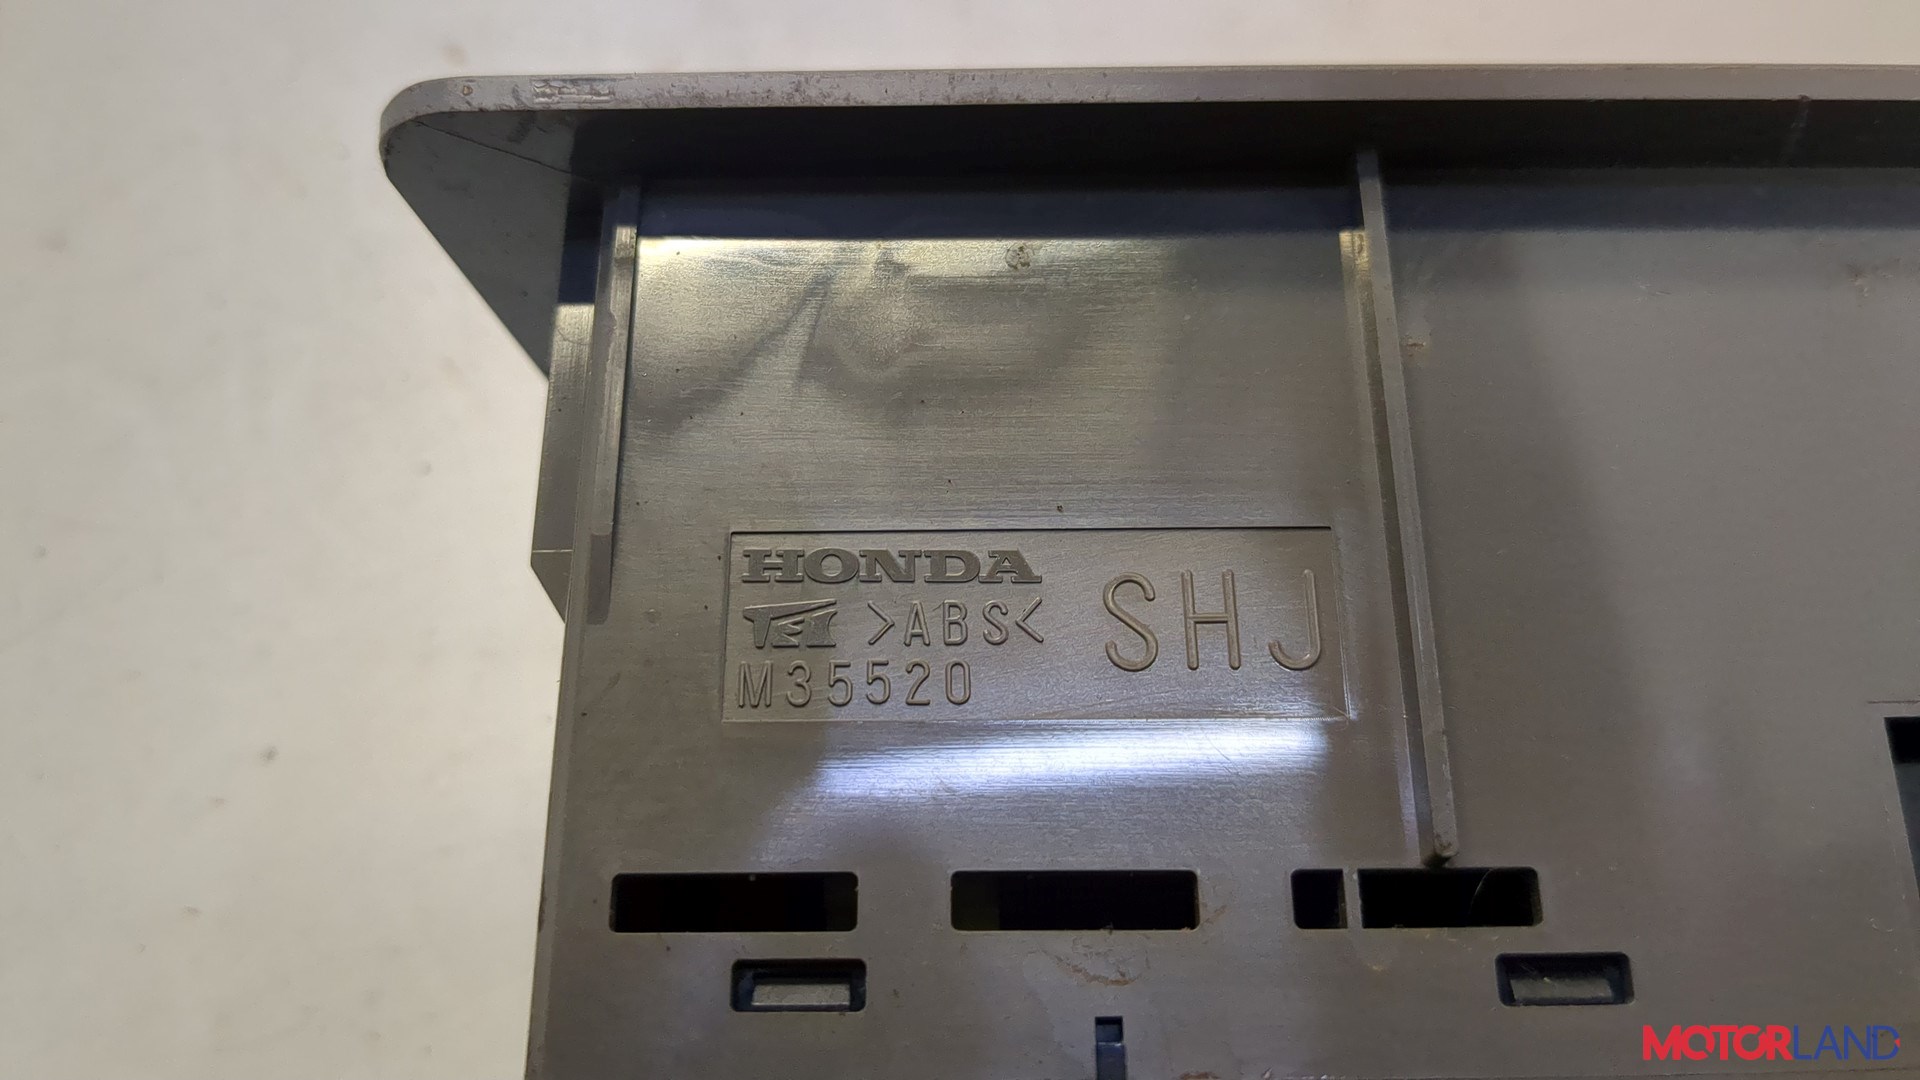 HONDA
TEI >ABS< SHJ
M35520
MOTORLAND